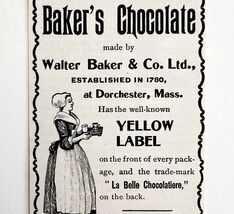 Baker's Chocolate
made by
Walter Baker & Co. Ltd.,
ESTABLISHED IN 1780,
at Dorchester, Mass.
Has the well-known
YELLOW
LABEL
on the front of every pack-
age, and the trade-mark
"La Belle Chocolatiere,"
on the back.